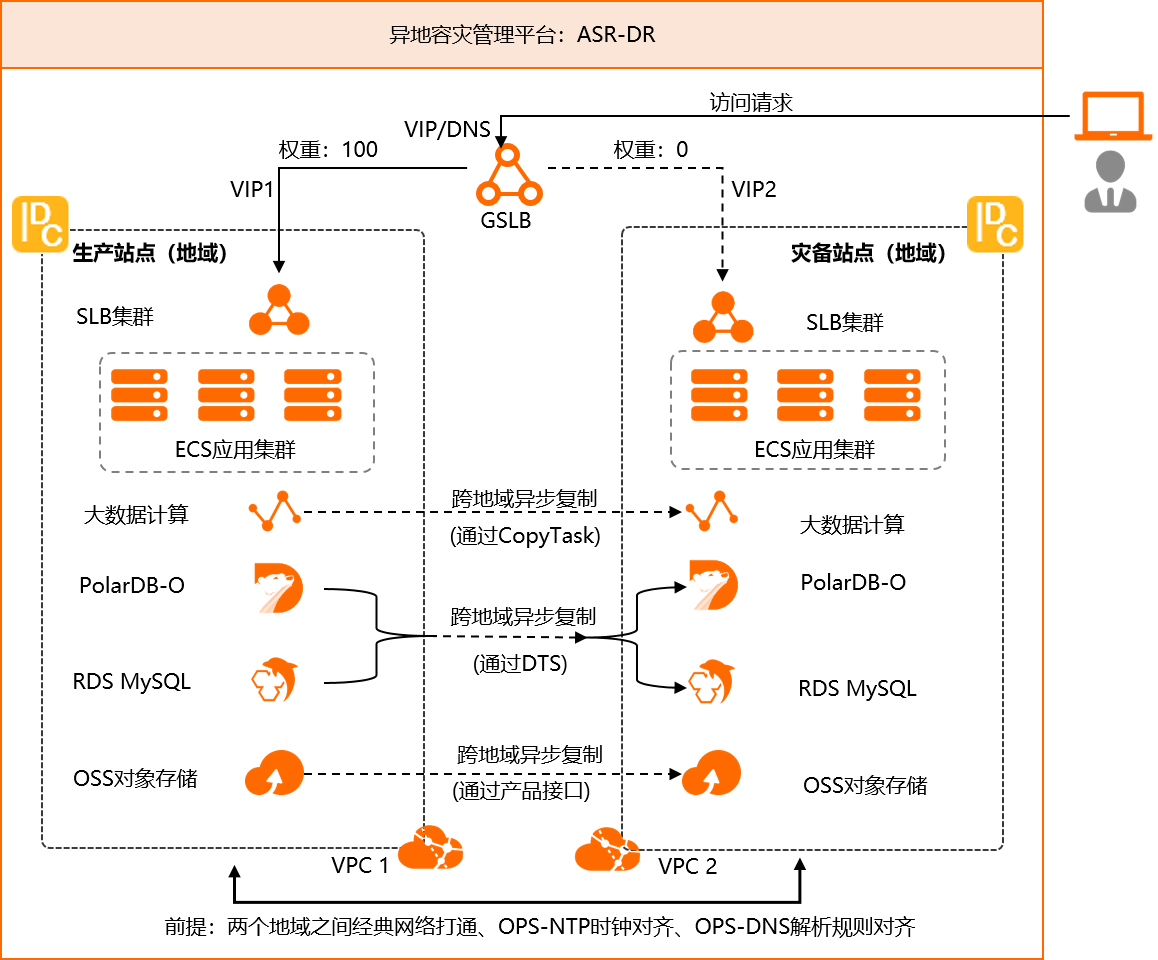 异地容灾管理平台：ASR-DR
访问请求
VIP/DNS
权重：100
权重：0
VIP1
VIP2
GSLB
DC
DC
生产站点（地域）
灾备站点（地域）
SLB集群
SLB集群
ECS应用集群
ECS应用集群
大数据计算
跨地域异步复制
(通过CopyTask)
大数据计算
PolarDB-O
PolarDB-O
跨地域异步复制
(通过DTS)
RDS MySQL
RDS MySQL
跨地域异步复制
(通过产品接口)
OSS对象存储
OSS对象存储
VPC 1
VPC 2
前提：两个地域之间经典网络打通、OPS-NTP时钟对齐、OPS-DNS解析规则对齐